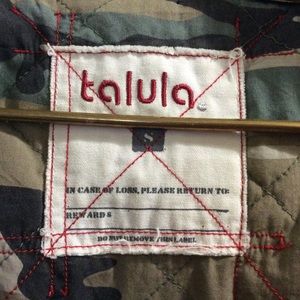 talula
S
IN CASE OF LOSS, PLEASE RETURN TO:
REWARD $
DO NOT REMOVE THIS LABEL